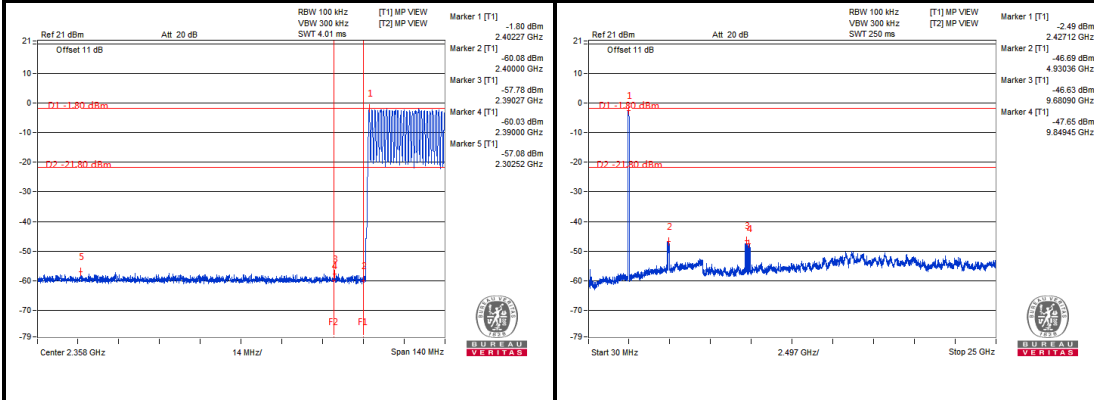 RBW 100 kHz [T1] MP VIEW
VBW 300 kHz [T2] MP VIEW
Ref 21 dBm Att 20 dB SWT 4.01 ms
Marker 1 [T1]
-1.80 dBm
2.40227 GHz
Marker 2 [T1]
-60.08 dBm
2.40000 GHz
Marker 3 [T1]
-57.78 dBm
2.39027 GHz
Marker 4 [T1]
-60.03 dBm
2.39000 GHz
Marker 5 [T1]
-57.08 dBm
2.30252 GHz
21
Offset 11 dB
10
0
D1 -1.80 dBm
1
-10
-20
D2 -21.80 dBm
-30
-40
-50
5
3
4
2
-60
-70
F2 F1
-79
Center 2.358 GHz 14 MHz/ Span 140 MHz
BUREAU VERITAS
1828
BUREAU
VERITAS
RBW 100 kHz [T1] MP VIEW
VBW 300 kHz [T2] MP VIEW
Ref 21 dBm Att 20 dB SWT 250 ms
Marker 1 [T1]
-2.49 dBm
2.42712 GHz
Marker 2 [T1]
-46.69 dBm
4.93036 GHz
Marker 3 [T1]
-46.63 dBm
9.68090 GHz
Marker 4 [T1]
-47.65 dBm
9.84945 GHz
21
Offset 11 dB
10
0
1
D1 -1.80 dBm
-10
-20
D2 -21.80 dBm
-30
-40
2
3
4
-50
-60
-70
-79
Start 30 MHz 2.497 GHz/ Stop 25 GHz
BUREAU VERITAS
1828
BUREAU
VERITAS